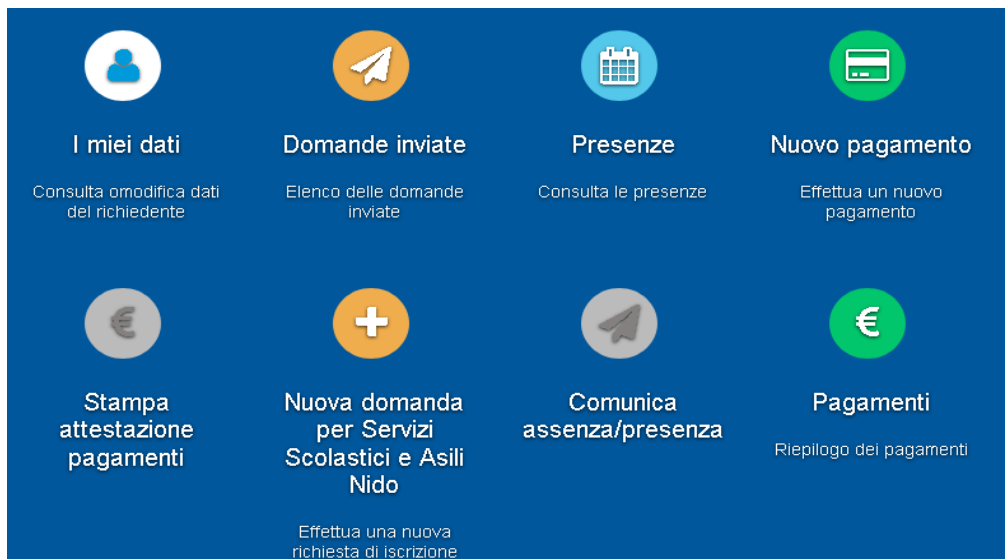 I miei dati
Consulta omodifica dati
del richiedente
Domande inviate
Elenco delle domande
inviate
Presenze
Consulta le presenze
Nuovo pagamento
Effettua un nuovo
pagamento
Stampa
attestazione
pagamenti
Nuova domanda
per Servizi
Scolastici e Asili
Nido
Effettua una nuova
richiesta di iscrizione
Comunica
assenza/presenza
Pagamenti
Riepilogo dei pagamenti